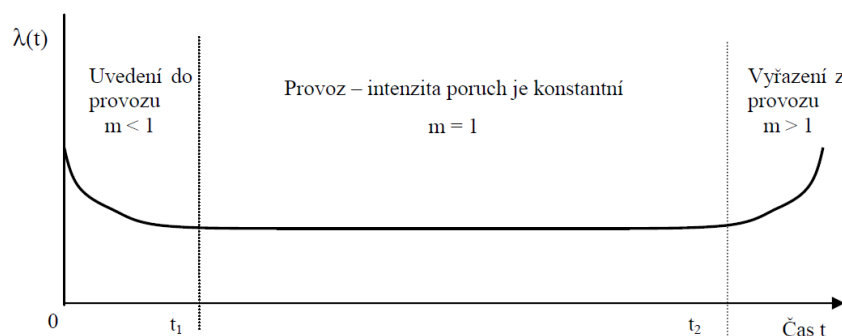 λ(t)
Uvedení do
provozu
m < 1
Provoz – intenzita poruch je konstantní
m = 1
Vyřazení z
provozu
m > 1
0
t1
t2
Čas t